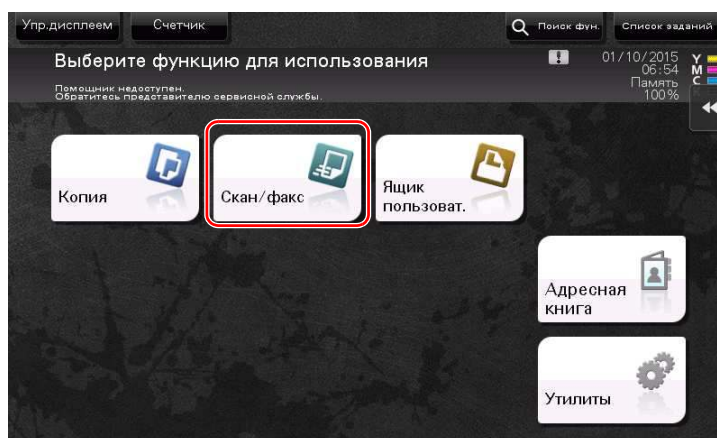 Упр.дисплеем Счетчик Поиск фун. Список заданий
Выберите функцию для использования
01/10/2015
06:54
Память
100%
Y
M
C
Помощник недоступен.
Обратитесь представителю сервисной службы.
Копия
Скан/факс
Ящик
пользоват.
Адресная
книга
Утилиты